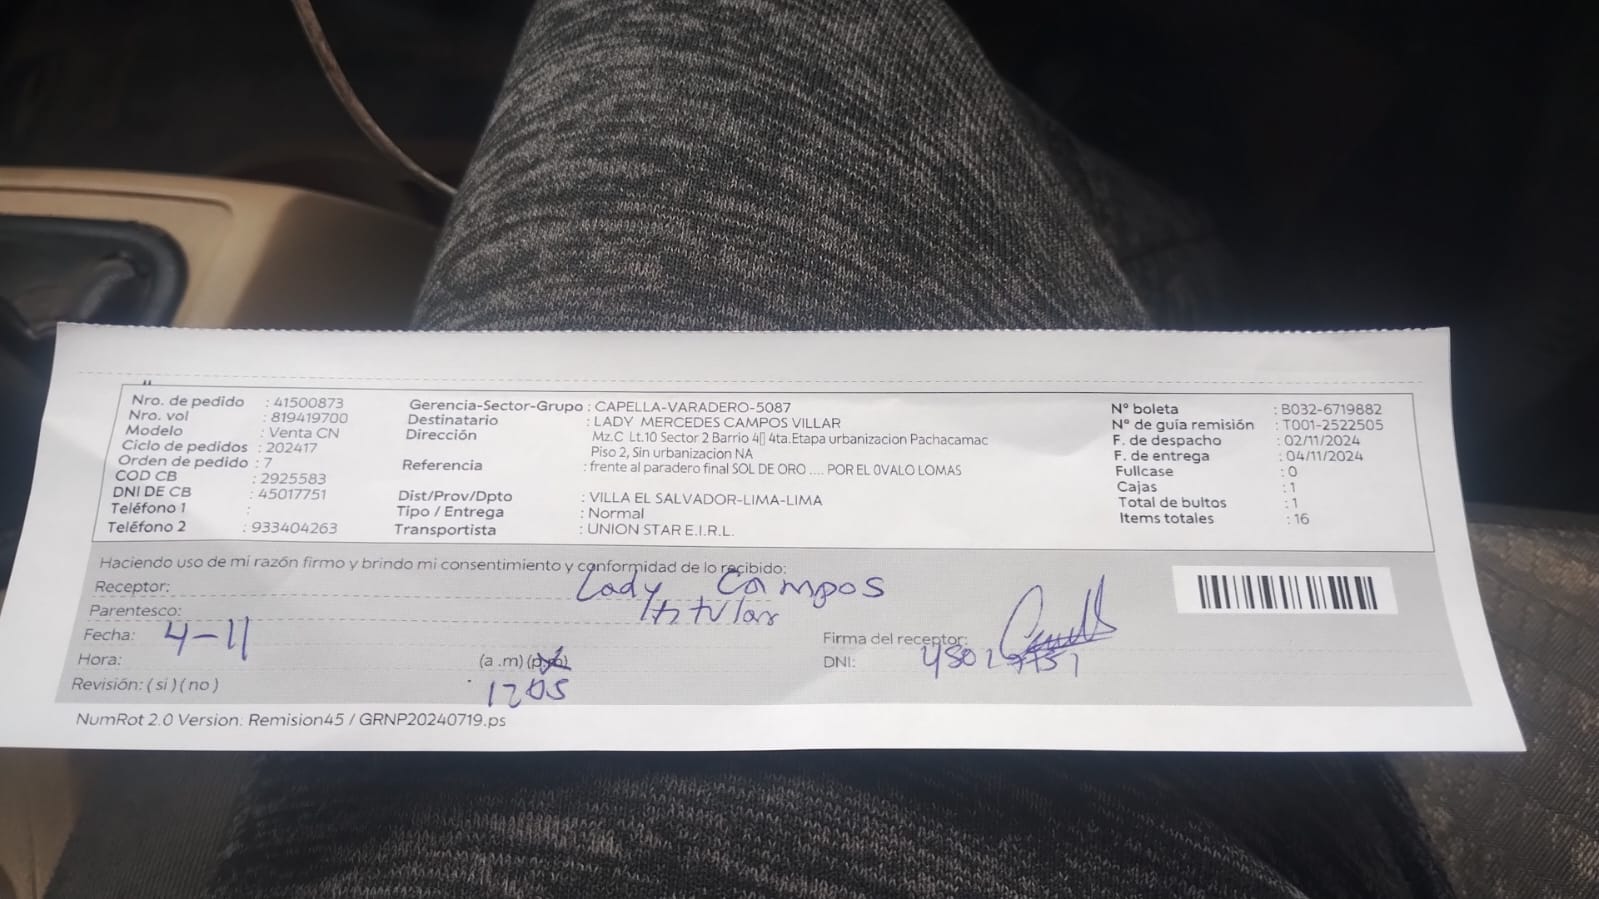 Nro. de pedido : 41500873
Nro. vol : 819419700
Modelo : Venta CN
Ciclo de pedidos : 202417
Orden de pedido : 7
COD CB : 2925583
DNI DE CB : 45017751
Teléfono 1 :
Teléfono 2 : 933404263
Gerencia-Sector-Grupo : CAPELLA-VARADERO-5087
Destinatario : LADY MERCEDES CAMPOS VILLAR
Dirección Mz.C Lt.10 Sector 2 Barrio 4▯ 4ta.Etapa urbanizacion Pachacamac
Piso 2, Sin urbanizacion NA
Referencia : frente al paradero final SOL DE ORO .... POR EL 0VALO LOMAS
Dist/Prov/Dpto : VILLA EL SALVADOR-LIMA-LIMA
Tipo / Entrega : Normal
Transportista : UNION STAR E.I.R.L.
N° boleta : B032-6719882
N° de guía remisión : T001-2522505
F. de despacho : 02/11/2024
F. de entrega : 04/11/2024
Fullcase : 0
Cajas : 1
Total de bultos : 1
Items totales : 16
Haciendo uso de mi razón firmo y brindo mi consentimiento y conformidad de lo recibido:
Receptor: Lady Campos
Parentesco: titular
Fecha: 4-11
Hora: (a .m) (p.m)
1205
Revisión: ( si ) ( no )
Firma del receptor:
DNI: 45017751
NumRot 2.0 Version: Remision45 / GRNP20240719.ps